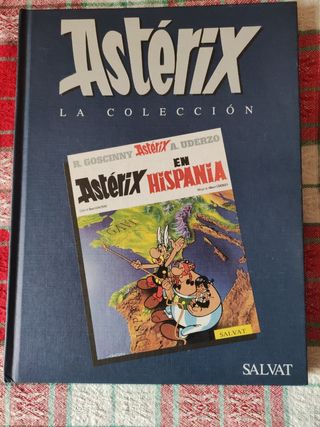 Astérix
LA COLECCIÓN
R. GOSCINNY Astérix A. UDERZO
Astérix
EN
HISPANIA
SALVAT
SALVAT